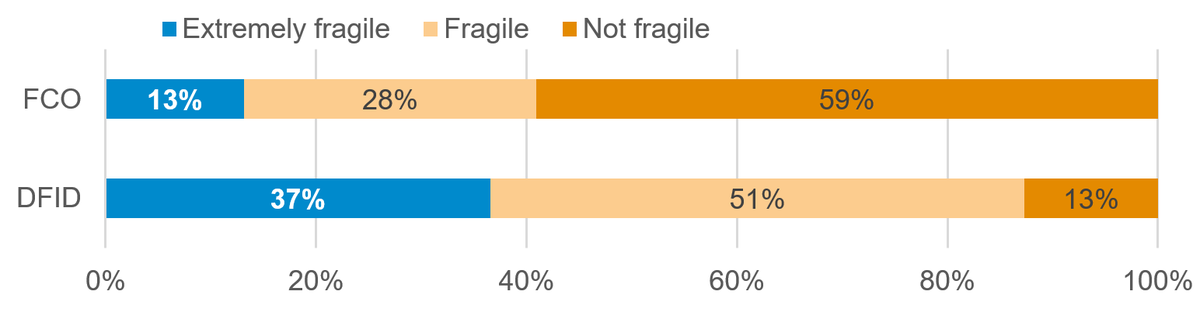 Extremely fragile Fragile Not fragile
FCO 13% 28% 59%
DFID 37% 51% 13%
0% 20% 40% 60% 80% 100%